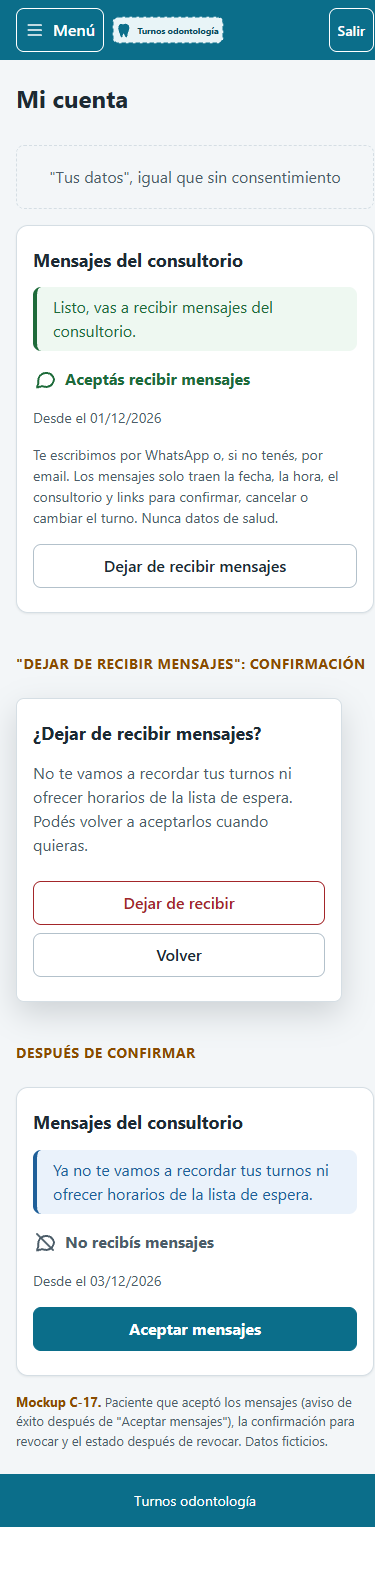 Menú
Turnos odontología
Salir
Mi cuenta
"Tus datos", igual que sin consentimiento
Mensajes del consultorio
Listo, vas a recibir mensajes del
consultorio.
Aceptás recibir mensajes
Desde el 01/12/2026
Te escribimos por WhatsApp o, si no tenés, por
email. Los mensajes solo traen la fecha, la hora, el
consultorio y links para confirmar, cancelar o
cambiar el turno. Nunca datos de salud.
Dejar de recibir mensajes
"DEJAR DE RECIBIR MENSAJES": CONFIRMACIÓN
¿Dejar de recibir mensajes?
No te vamos a recordar tus turnos ni
ofrecer horarios de la lista de espera.
Podés volver a aceptarlos cuando
quieras.
Dejar de recibir
Volver
DESPUÉS DE CONFIRMAR
Mensajes del consultorio
Ya no te vamos a recordar tus turnos ni
ofrecer horarios de la lista de espera.
No recibís mensajes
Desde el 03/12/2026
Aceptar mensajes
Mockup C-17. Paciente que aceptó los mensajes (aviso de
éxito después de "Aceptar mensajes"), la confirmación para
revocar y el estado después de revocar. Datos ficticios.
Turnos odontología